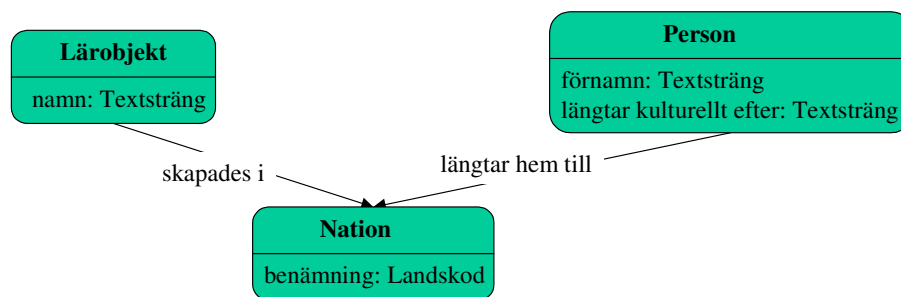 Lärobjekt
namn: Textsträng
Person
förnamn: Textsträng
längtar kulturellt efter: Textsträng
skapades i
längtar hem till
Nation
benämning: Landskod